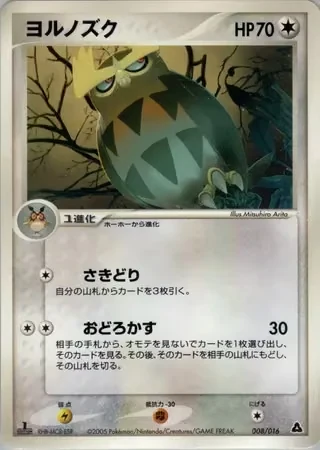 ヨルノズク HP70
Illus.Mitsuhiro Arita
1進化
ホーホーから進化
さきどり
自分の山札からカードを3枚引く。
おどろかす 30
相手の手札から、オモテを見ないでカードを1枚選び出し、
そのカードを見る。その後、そのカードを相手の山札にもどし、
その山札を切る。
弱点 抵抗力 -30 にげる
©2005 Pokémon/Nintendo/Creatures/GAME FREAK 008/016